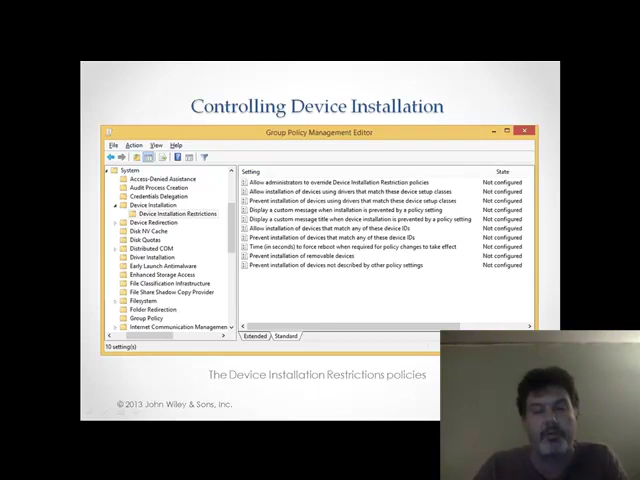 Controlling Device Installation
Group Policy Management Editor
File Action View Help
System
Access-Denied Assistance
Audit Process Creation
Credentials Delegation
Device Installation
Device Installation Restrictions
Device Redirection
Disk NV Cache
Disk Quotas
Distributed COM
Driver Installation
Early Launch Antimalware
Enhanced Storage Access
File Classification Infrastructure
File Share Shadow Copy Provider
Filesystem
Folder Redirection
Group Policy
Internet Communication Managemen
Setting State
Allow administrators to override Device Installation Restriction policies Not configured
Allow installation of devices using drivers that match these device setup classes Not configured
Prevent installation of devices using drivers that match these device setup classes Not configured
Display a custom message when installation is prevented by a policy setting Not configured
Display a custom message title when device installation is prevented by a policy setting Not configured
Allow installation of devices that match any of these device IDs Not configured
Prevent installation of devices that match any of these device IDs Not configured
Time (in seconds) to force reboot when required for policy changes to take effect Not configured
Prevent installation of removable devices Not configured
Prevent installation of devices not described by other policy settings Not configured
Extended Standard
10 setting(s)
The Device Installation Restrictions policies
© 2013 John Wiley & Sons, Inc.